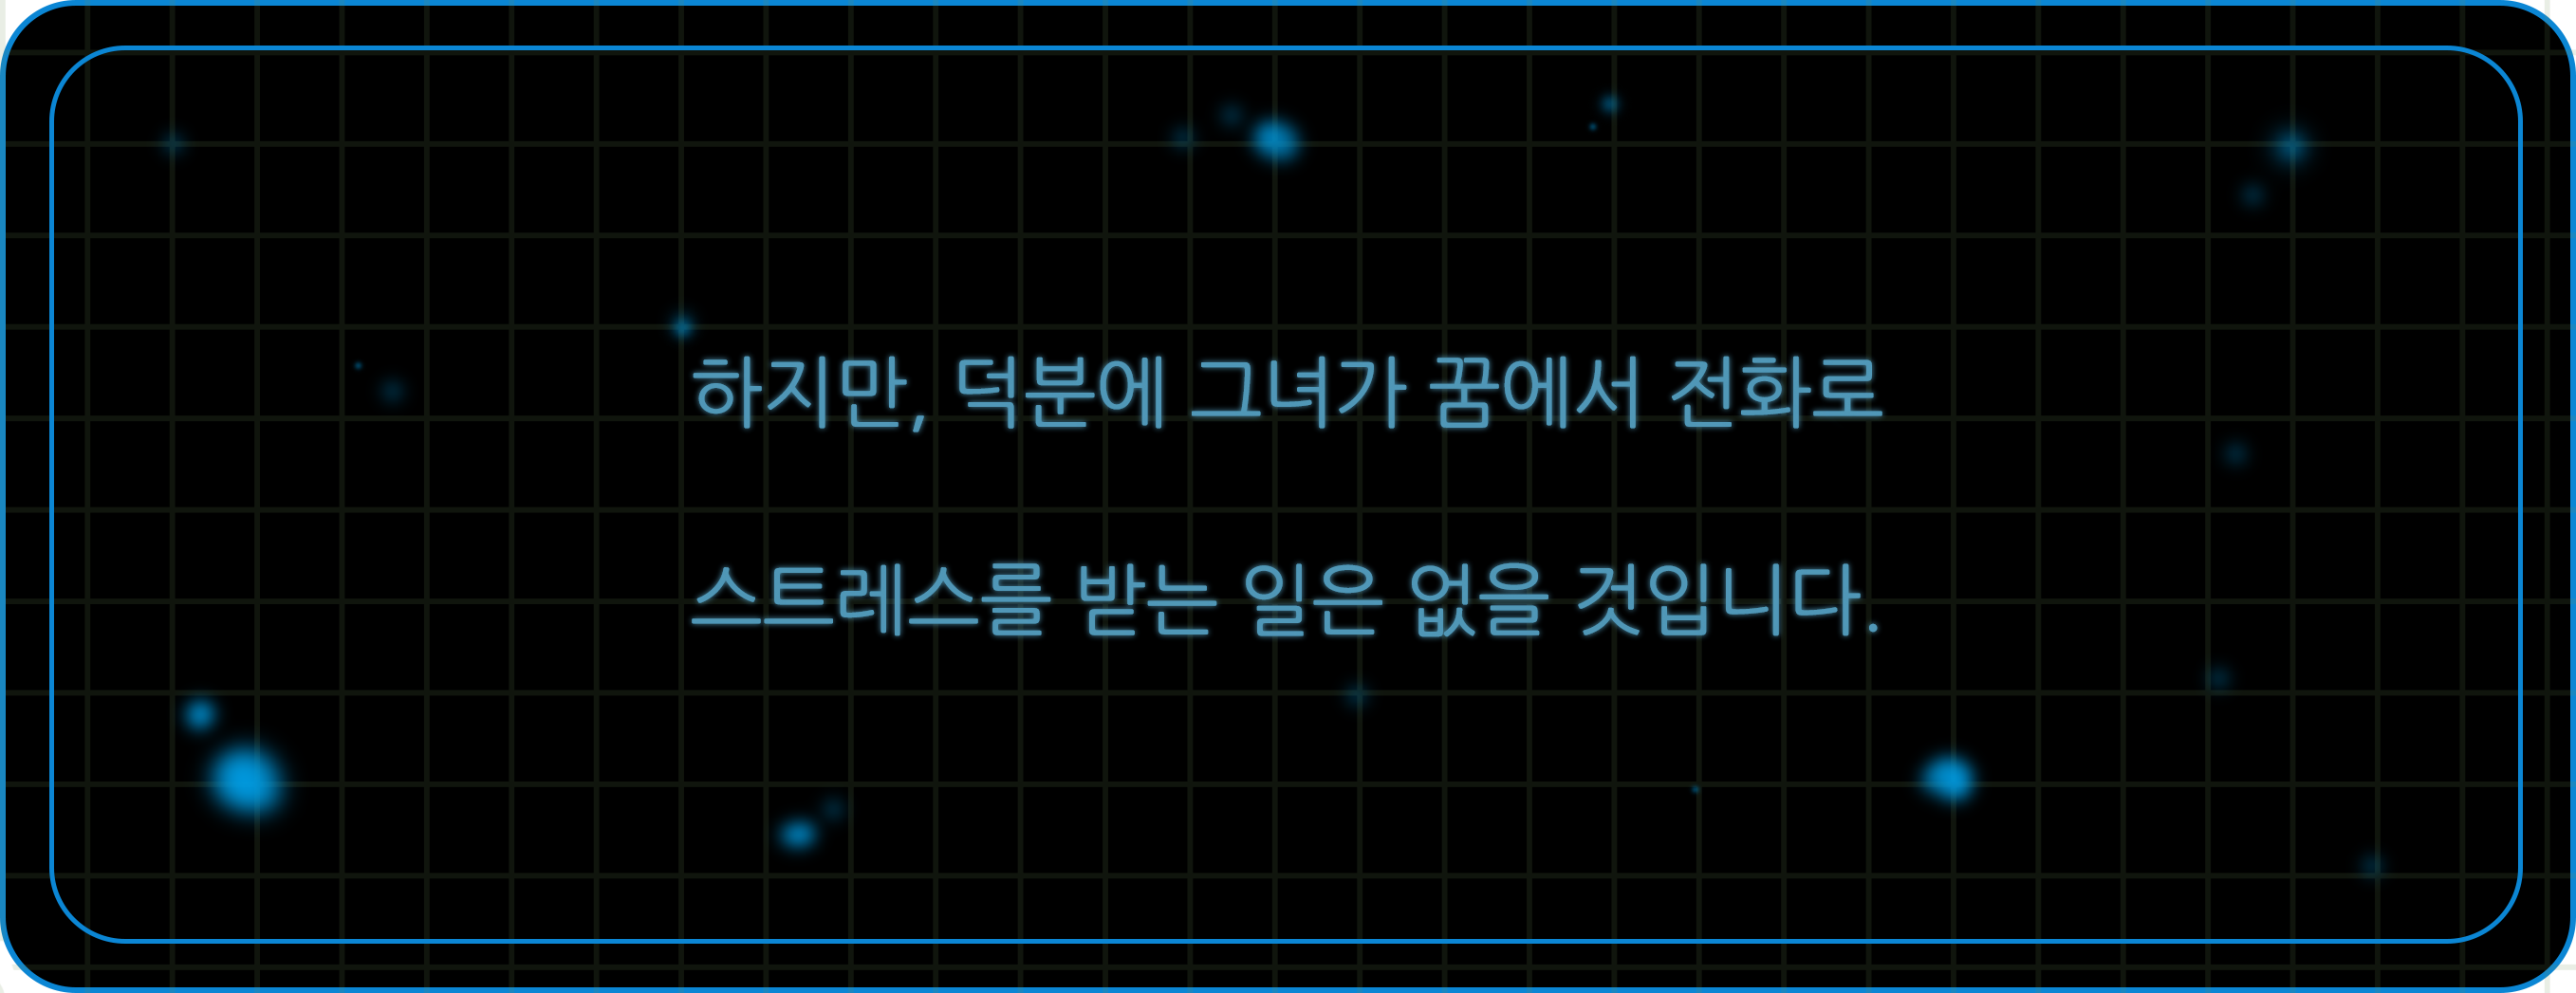 하지만, 덕분에 그녀가 꿈에서 전화로
스트레스를 받는 일은 없을 것입니다.